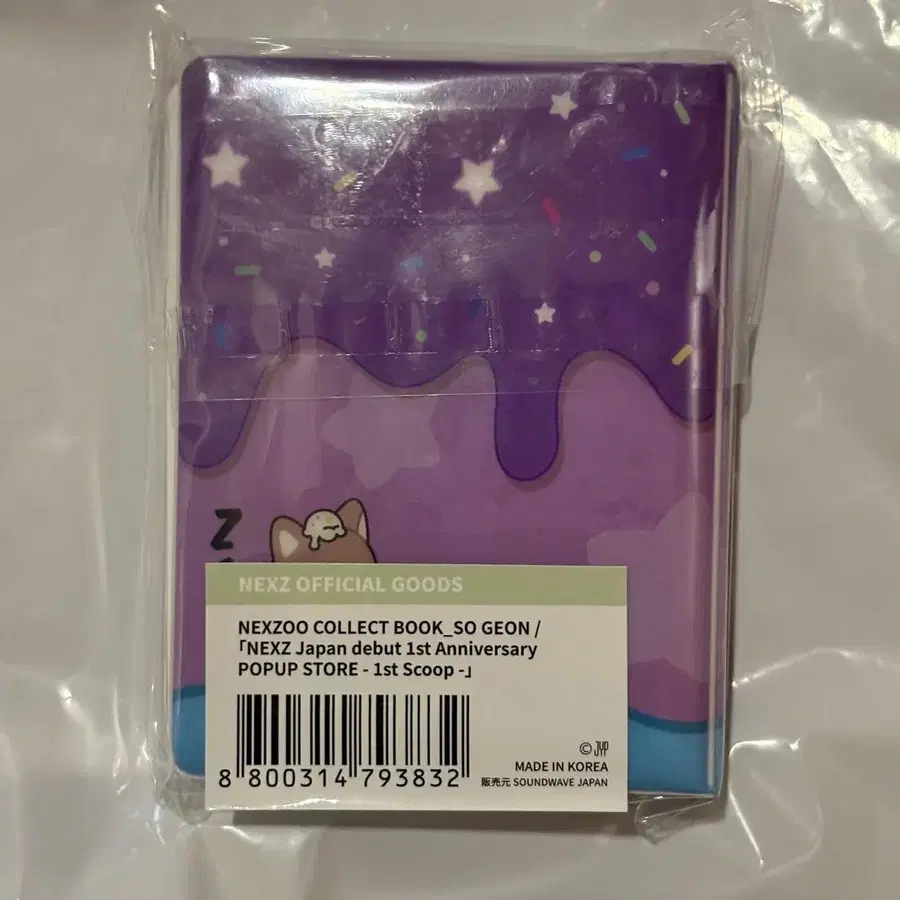 Z
NEXZ OFFICIAL GOODS
NEXZOO COLLECT BOOK_SO GEON /
「NEXZ Japan debut 1st Anniversary
POPUP STORE - 1st Scoop -」
8 800314 793832
© JYP
MADE IN KOREA
販売元 SOUNDWAVE JAPAN